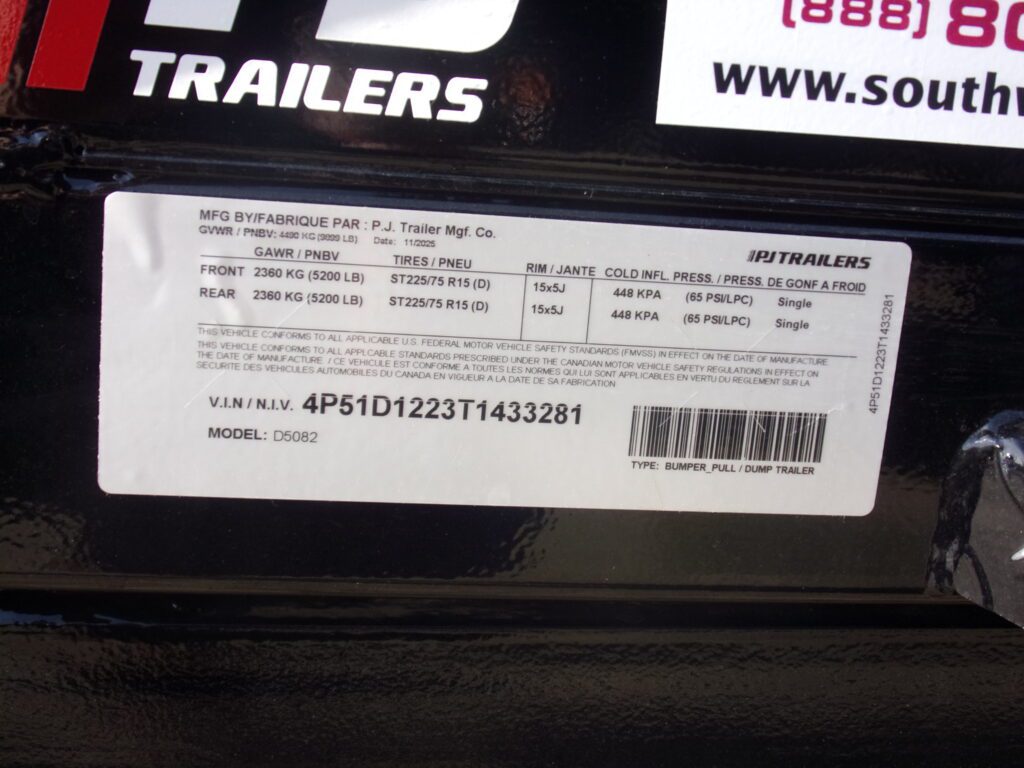 TRAILERS
(888) 80
www.south
MFG BY/FABRIQUE PAR : P.J. Trailer Mfg. Co.
GVWR / PNBV: 4490 KG (9899 LB) Date: 11/2025
PJTRAILERS
GAWR / PNBV TIRES / PNEU RIM / JANTE COLD INFL. PRESS. / PRESS. DE GONF A FROID
FRONT 2360 KG (5200 LB) ST225/75 R15 (D) 15x5J 448 KPA (65 PSI/LPC) Single
REAR 2360 KG (5200 LB) ST225/75 R15 (D) 15x5J 448 KPA (65 PSI/LPC) Single
THIS VEHICLE CONFORMS TO ALL APPLICABLE U.S. FEDERAL MOTOR VEHICLE SAFETY STANDARDS (FMVSS) IN EFFECT ON THE DATE OF MANUFACTURE
THIS VEHICLE CONFORMS TO ALL APPLCABLE STANDARDS PRESCRIBED UNDER THE CANADIAN MOTOR VEHICLE SAFETY REGULATIONS IN EFFECT ON
THE DATE OF MANUFACTURE. / CE VEHICULE EST CONFORME A TOUTES LES NORMES QUI LUI SONT APPLICABLES EN VERTU DU REGLEMENT SUR LA
SECURITE DES VEHICULES AUTOMOBILES DU CANADA EN VIGUEUR A LA DATE DE SA FABRICATION
V.I.N / N.I.V. 4P51D1223T1433281
MODEL: D5082
TYPE: BUMPER_PULL / DUMP TRAILER
4P51D1223T1433281